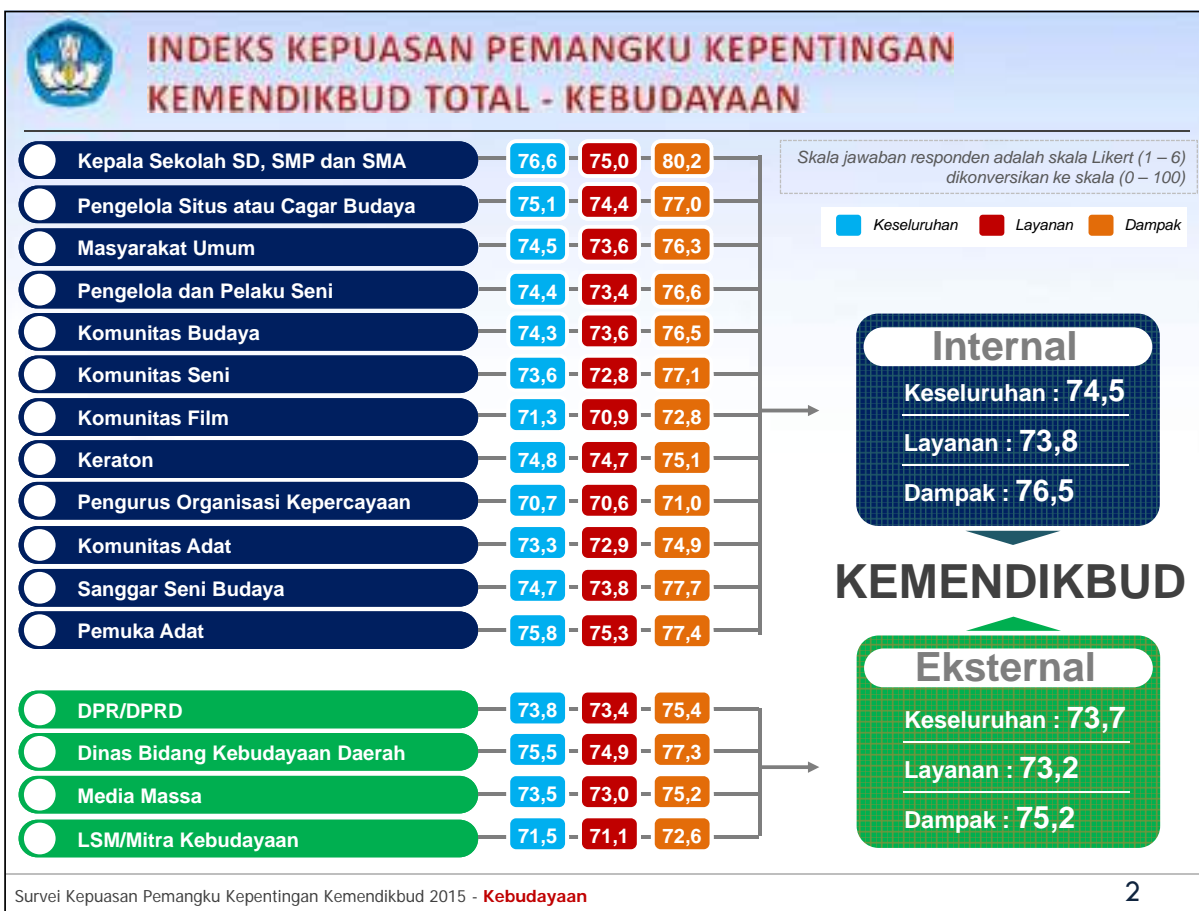 INDEKS KEPUASAN PEMANGKU KEPENTINGAN
KEMENDIKBUD TOTAL - KEBUDAYAAN
Skala jawaban responden adalah skala Likert (1 – 6)
dikonversikan ke skala (0 – 100)
Keseluruhan Layanan Dampak
Kepala Sekolah SD, SMP dan SMA 76,6 75,0 80,2
Pengelola Situs atau Cagar Budaya 75,1 74,4 77,0
Masyarakat Umum 74,5 73,6 76,3
Pengelola dan Pelaku Seni 74,4 73,4 76,6
Komunitas Budaya 74,3 73,6 76,5
Komunitas Seni 73,6 72,8 77,1
Komunitas Film 71,3 70,9 72,8
Keraton 74,8 74,7 75,1
Pengurus Organisasi Kepercayaan 70,7 70,6 71,0
Komunitas Adat 73,3 72,9 74,9
Sanggar Seni Budaya 74,7 73,8 77,7
Pemuka Adat 75,8 75,3 77,4
Internal
Keseluruhan : 74,5
Layanan : 73,8
Dampak : 76,5
KEMENDIKBUD
DPR/DPRD 73,8 73,4 75,4
Dinas Bidang Kebudayaan Daerah 75,5 74,9 77,3
Media Massa 73,5 73,0 75,2
LSM/Mitra Kebudayaan 71,5 71,1 72,6
Eksternal
Keseluruhan : 73,7
Layanan : 73,2
Dampak : 75,2
Survei Kepuasan Pemangku Kepentingan Kemendikbud 2015 - Kebudayaan
2